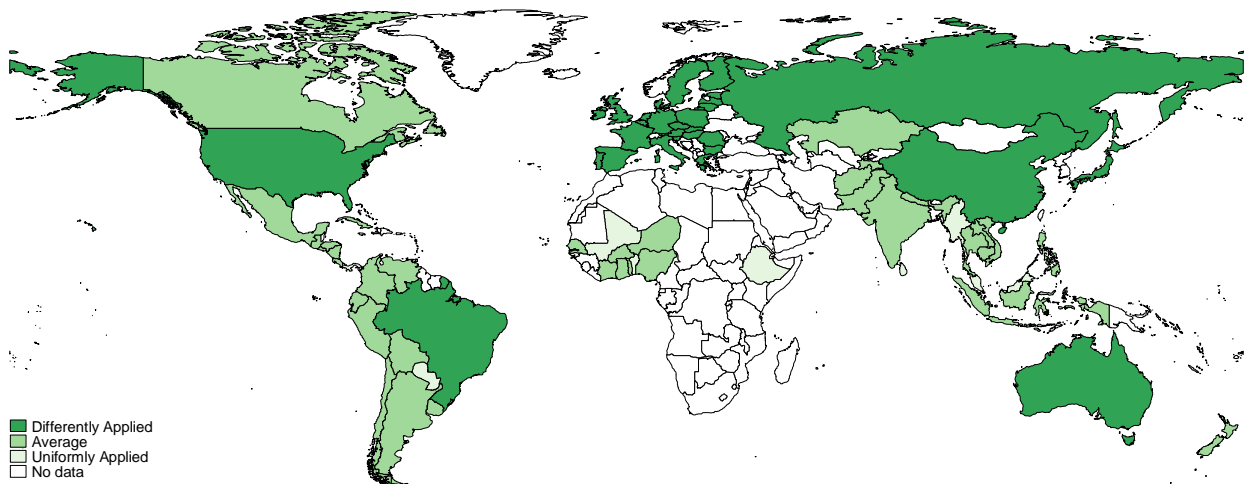 Differently Applied
Average
Uniformly Applied
No data